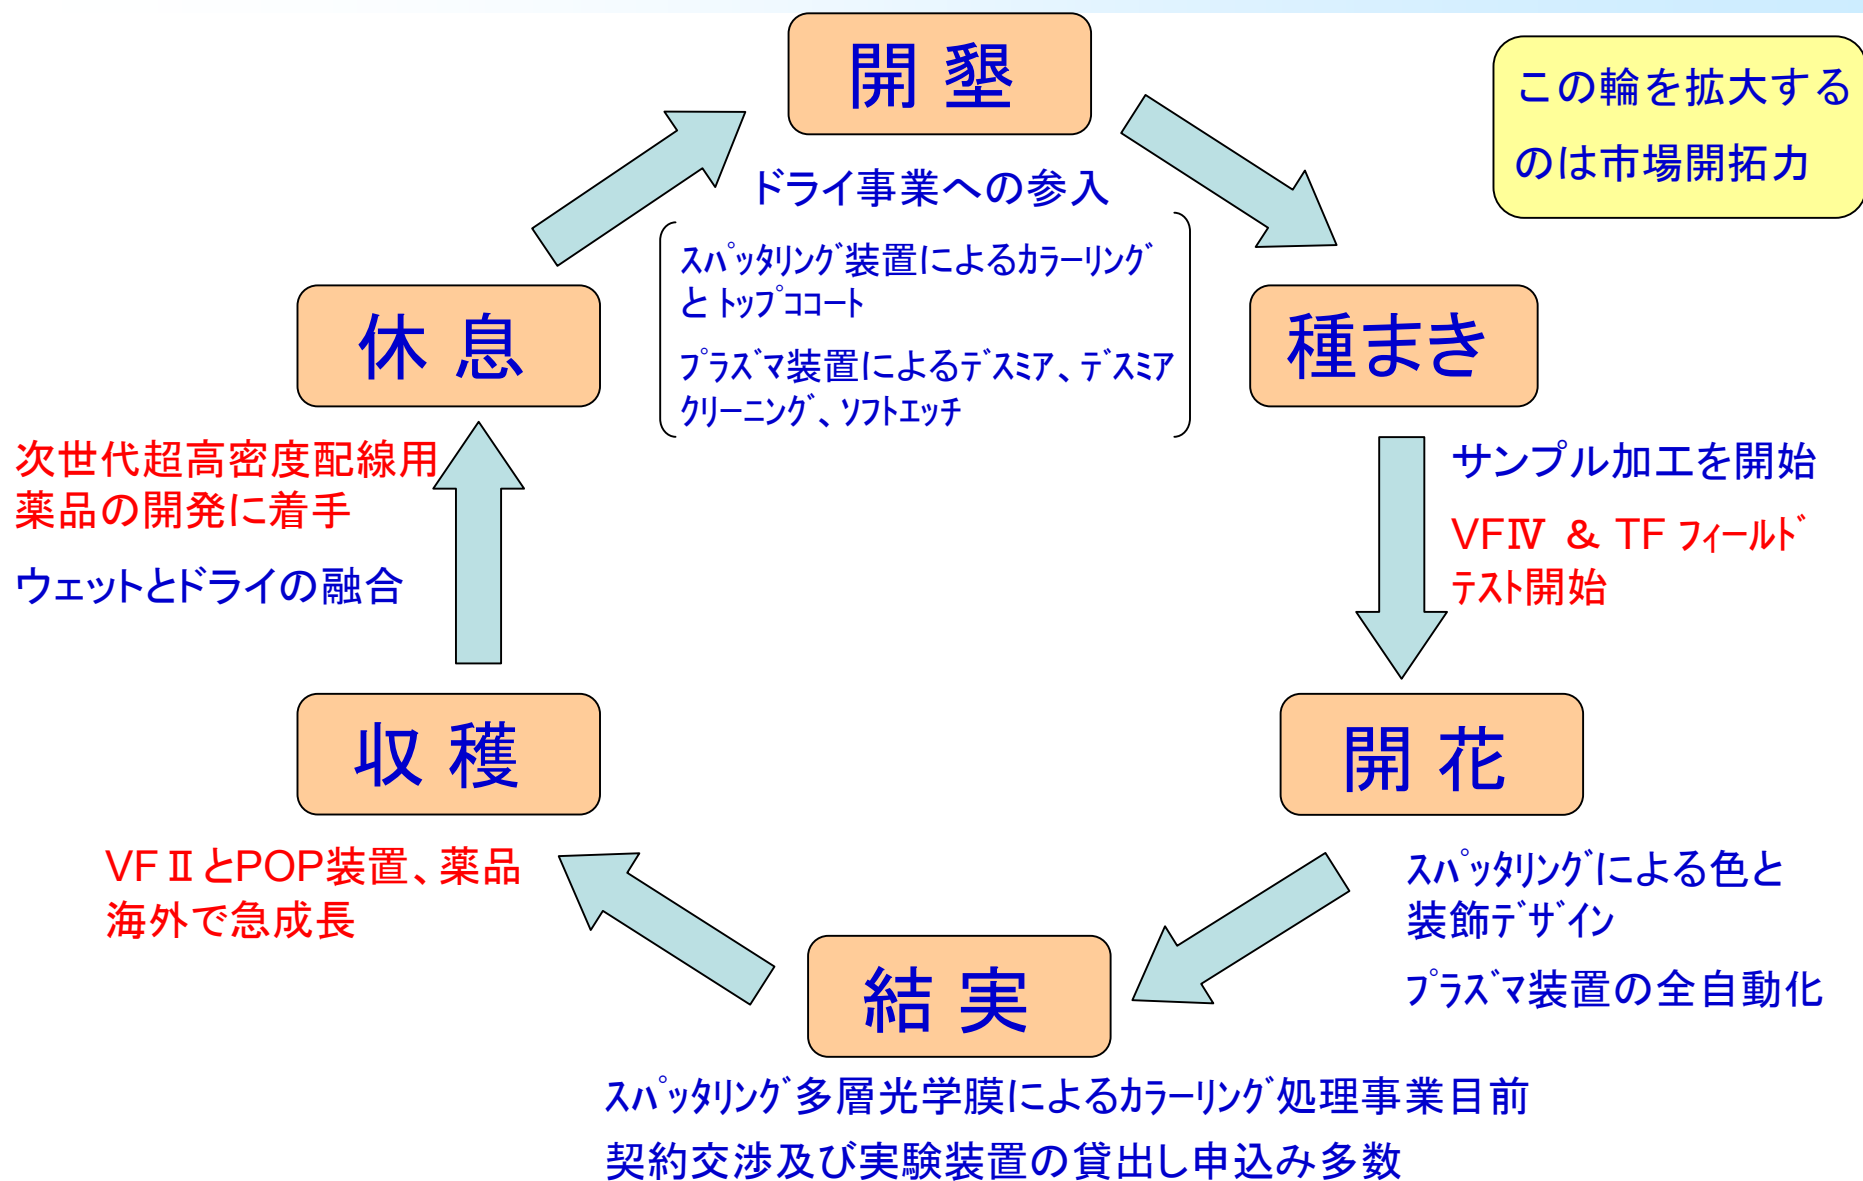 開 墾
この輪を拡大する
のは市場開拓力
ドライ事業への参入
ｽﾊﾟｯﾀﾘﾝｸﾞ装置によるｶﾗｰﾘﾝｸﾞ
と ﾄｯﾌﾟｺｺｰﾄ
ﾌﾟﾗｽﾞﾏ装置によるﾃﾞｽﾐｱ、ﾃﾞｽﾐｱ
ｸﾘｰﾆﾝｸﾞ、ｿﾌﾄｴｯﾁ
休 息
種まき
次世代超高密度配線用
薬品の開発に着手
ウェットとドライの融合
サンプル加工を開始
VFⅣ & TF ﾌｨｰﾙﾄﾞ
ﾃｽﾄ開始
収 穫
開 花
VFⅡとPOP装置、薬品
海外で急成長
ｽﾊﾟｯﾀﾘﾝｸﾞによる色と
装飾ﾃﾞｻﾞｲﾝ
ﾌﾟﾗｽﾞﾏ装置の全自動化
結 実
ｽﾊﾟｯﾀﾘﾝｸﾞ多層光学膜によるｶﾗｰﾘﾝｸﾞ処理事業目前
契約交渉及び実験装置の貸出し申込み多数